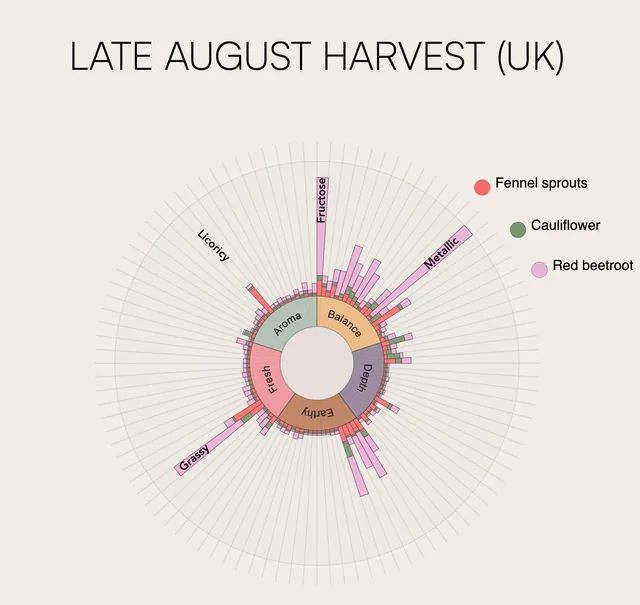 LATE AUGUST HARVEST (UK)
Fennel sprouts
Cauliflower
Red beetroot
Fructose
Metallic
Licoricy
Grassy
Aroma
Balance
Depth
Earthy
Fresh